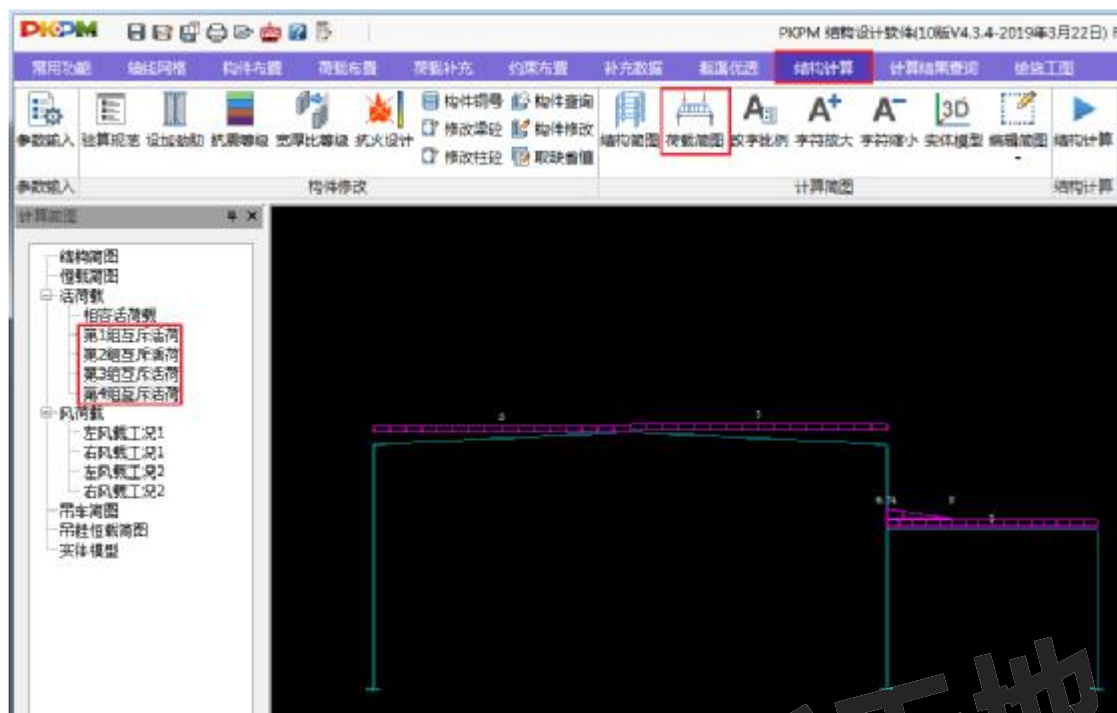 PKPM
PKPM 结构设计软件(10版V4.3.4-2019年3月22日)
常用功能 轴线网格 构件布置 荷载布置 荷载补充 约束布置 补充数据 截面优选 结构计算 计算结果查询 绘施工图
参数输入 验算规范 设加劲肋 抗震等级 宽厚比等级 抗火设计 构件钢号 构件查询 结构简图 荷载简图 数字比例 字符放大 字符缩小 实体模型 编辑简图 结构计算
修改梁砼 构件修改
修改柱砼 取缺省值
参数输入 构件修改 计算简图 结构计算
计算简图
结构简图
恒载简图
活荷载
相容活荷载
第1组互斥活荷
第2组互斥活荷
第3组互斥活荷
第4组互斥活荷
风荷载
左风载工况1
右风载工况1
左风载工况2
右风载工况2
吊车简图
吊挂恒载简图
实体模型